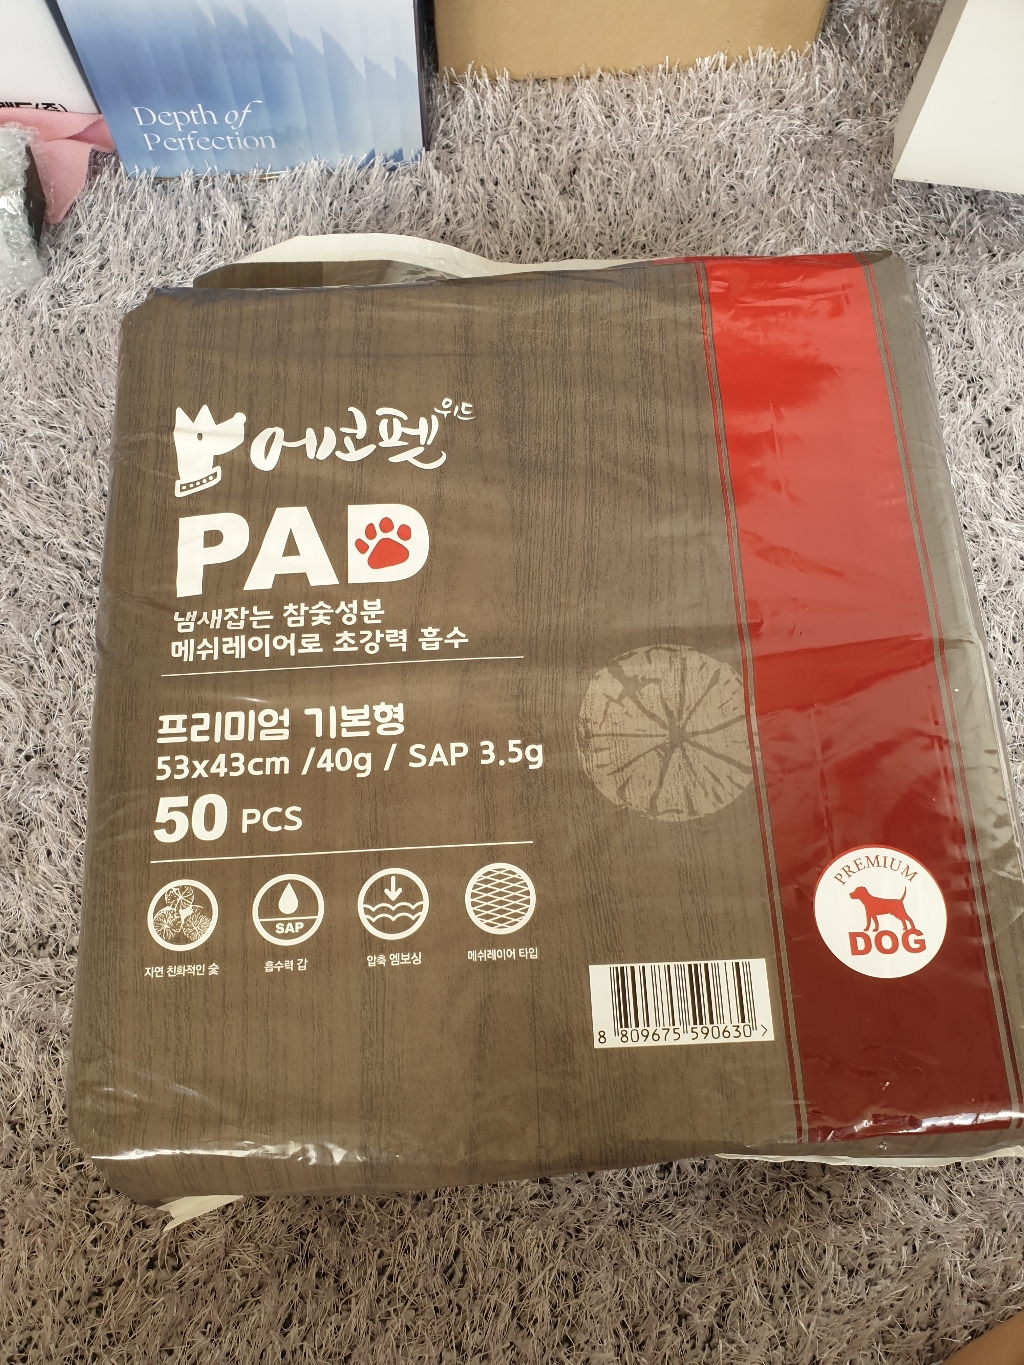 Depth of
Perfection
에코펠 위드
PAD
냄새잡는 참숯성분
메쉬레이어로 초강력 흡수
프리미엄 기본형
53x43cm /40g / SAP 3.5g
50 PCS
SAP
자연 친화적인 숯
흡수력 갑
압축 엠보싱
메쉬레이어 타입
PREMIUM
DOG
8 809675 590630 >